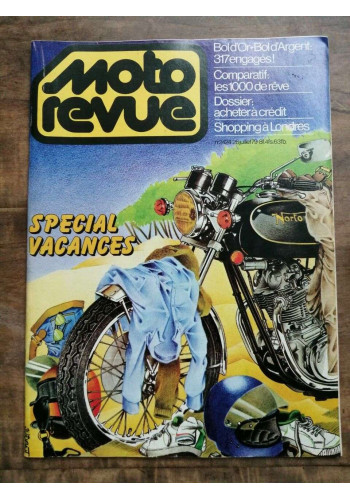 moto
revue
Bol d'Or•Bol d'Argent:
317 engagés!
Comparatif:
les 1000 de rêve
Dossier:
acheter à crédit
Shopping à Londres
SPECIAL
VACANCES
Norton